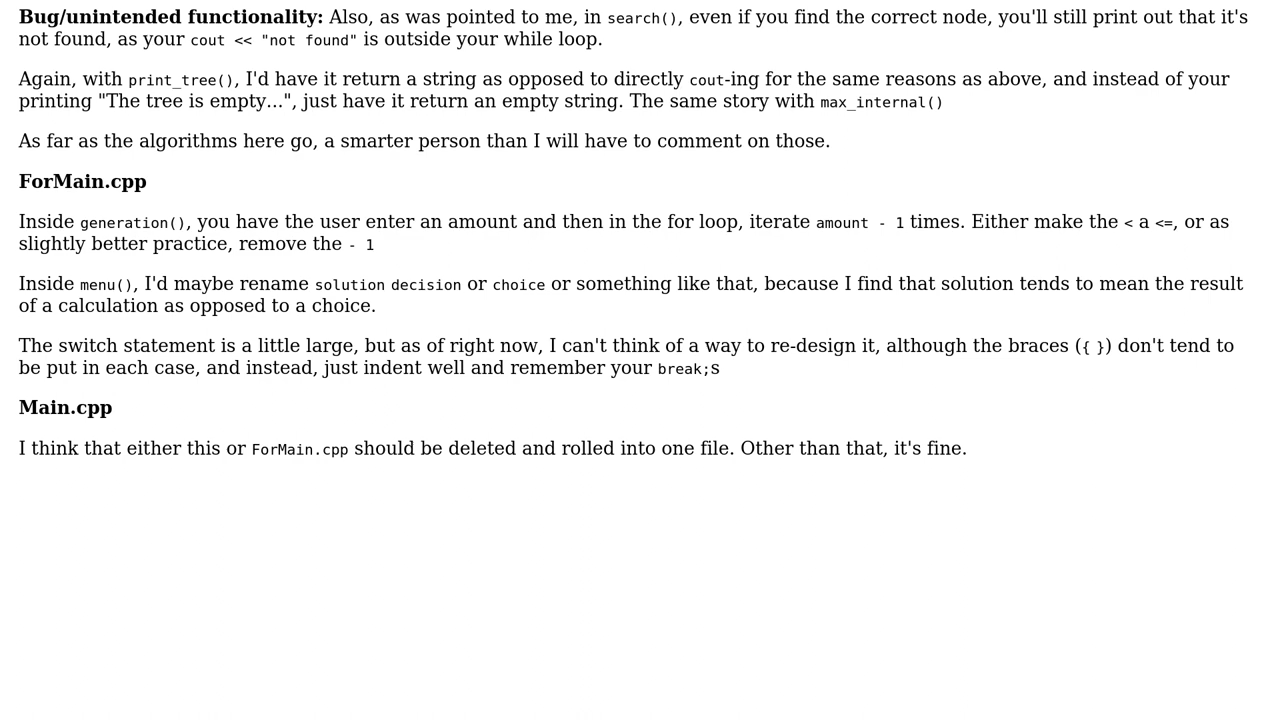 Bug/unintended functionality: Also, as was pointed to me, in search(), even if you find the correct node, you'll still print out that it's
not found, as your cout << "not found" is outside your while loop.
Again, with print_tree(), I'd have it return a string as opposed to directly cout-ing for the same reasons as above, and instead of your
printing "The tree is empty...", just have it return an empty string. The same story with max_internal()
As far as the algorithms here go, a smarter person than I will have to comment on those.
ForMain.cpp
Inside generation(), you have the user enter an amount and then in the for loop, iterate amount - 1 times. Either make the < a <=, or as
slightly better practice, remove the - 1
Inside menu(), I'd maybe rename solution decision or choice or something like that, because I find that solution tends to mean the result
of a calculation as opposed to a choice.
The switch statement is a little large, but as of right now, I can't think of a way to re-design it, although the braces ({ }) don't tend to
be put in each case, and instead, just indent well and remember your break;s
Main.cpp
I think that either this or ForMain.cpp should be deleted and rolled into one file. Other than that, it's fine.